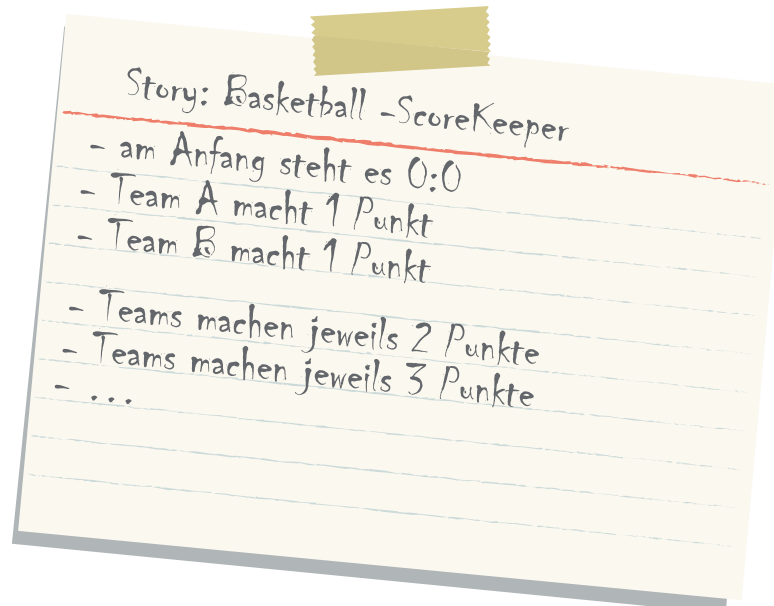 Story: Basketball -ScoreKeeper
- am Anfang steht es 0:0
- Team A macht 1 Punkt
- Team B macht 1 Punkt
- Teams machen jeweils 2 Punkte
- Teams machen jeweils 3 Punkte
- ...